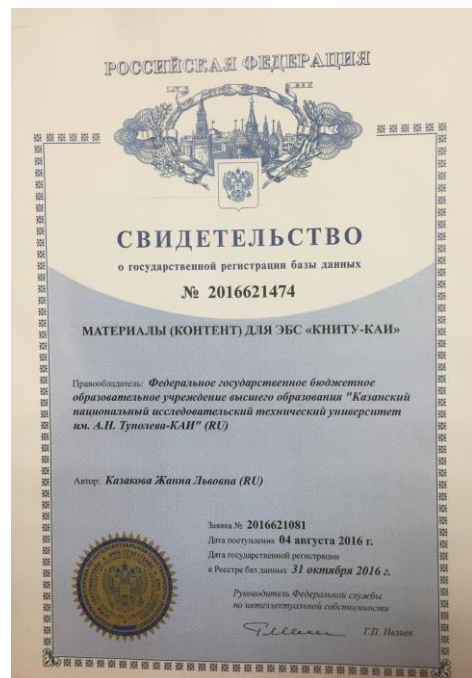 РОССИЙСКАЯ ФЕДЕРАЦИЯ
СВИДЕТЕЛЬСТВО
о государственной регистрации базы данных
№ 2016621474
МАТЕРИАЛЫ (КОНТЕНТ) ДЛЯ ЭБС «КНИТУ-КАИ»
Правообладатель: Федеральное государственное бюджетное
образовательное учреждение высшего образования "Казанский
национальный исследовательский технический университет
им. А.Н. Туполева-КАИ" (RU)
Автор: Казакова Жанна Львовна (RU)
Заявка № 2016621081
Дата поступления 04 августа 2016 г.
Дата государственной регистрации
в Реестре баз данных 31 октября 2016 г.
Руководитель Федеральной службы
по интеллектуальной собственности
Г.П. Ивлиев